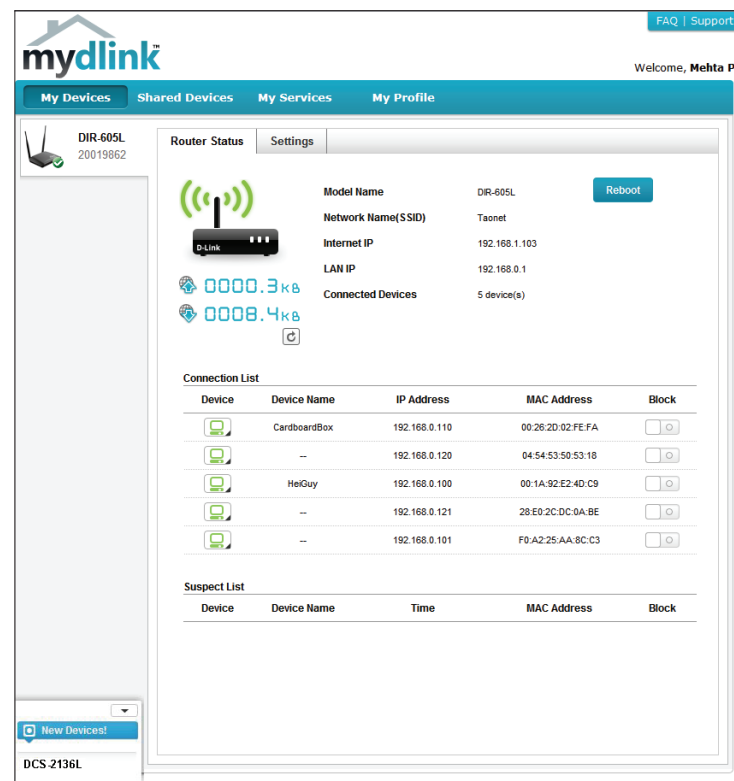 FAQ | Support
mydlink™
Welcome, Mehta P
My Devices Shared Devices My Services My Profile
DIR-605L
20019862
Router Status Settings
D-Link
0000.3KB
0008.4KB
Model Name DIR-605L Reboot
Network Name(SSID) Taonet
Internet IP 192.168.1.103
LAN IP 192.168.0.1
Connected Devices 5 device(s)
Connection List
Device Device Name IP Address MAC Address Block
CardboardBox 192.168.0.110 00:26:2D:02:FE:FA
-- 192.168.0.120 04:54:53:50:53:18
HeiGuy 192.168.0.100 00:1A:92:E2:4D:C9
-- 192.168.0.121 28:E0:2C:DC:0A:BE
-- 192.168.0.101 F0:A2:25:AA:8C:C3
Suspect List
Device Device Name Time MAC Address Block
New Devices!
DCS-2136L